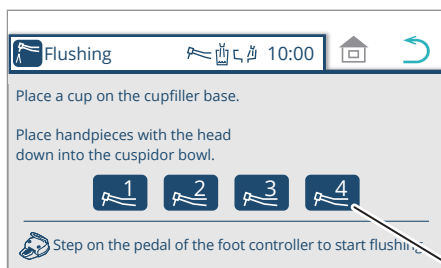 Flushing 10:00
Place a cup on the cupfiller base.
Place handpieces with the head
down into the cuspidor bowl.
1 2 3 4
Step on the pedal of the foot controller to start flushing.